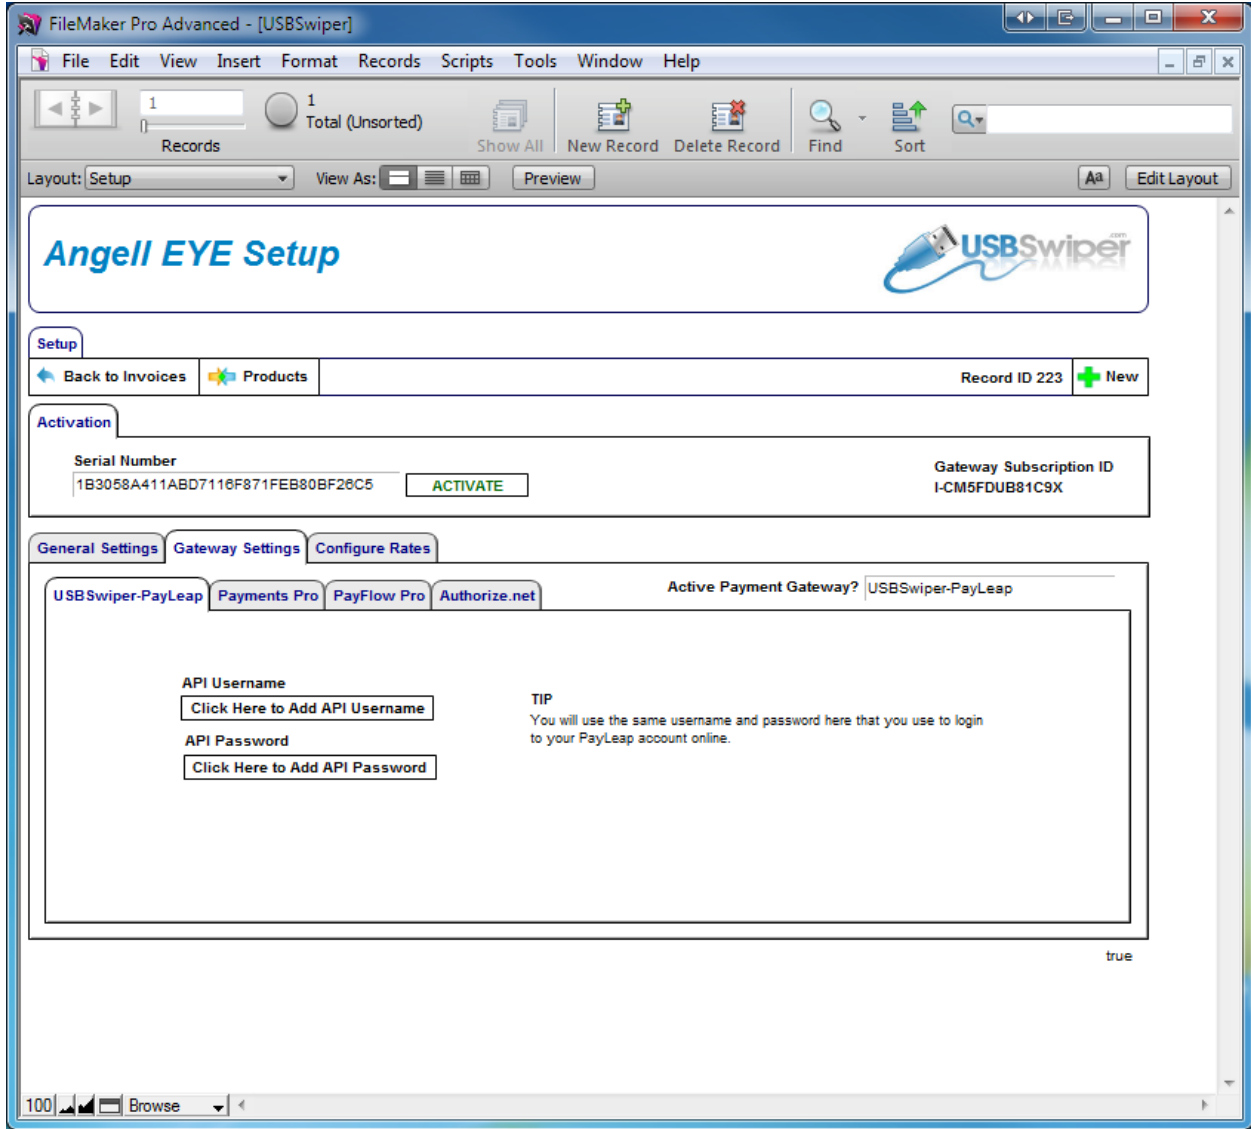 FileMaker Pro Advanced - [USBSwiper]
File Edit View Insert Format Records Scripts Tools Window Help
1
1
Total (Unsorted)
Records
Show All New Record Delete Record Find Sort
Layout: Setup View As: Preview Aa Edit Layout
Angell EYE Setup
USBSwiper.com
Setup
Back to Invoices Products Record ID 223 New
Activation
Serial Number
1B3058A411ABD7116F871FEB80BF26C5 ACTIVATE
Gateway Subscription ID
I-CM5FDUB81C9X
General Settings Gateway Settings Configure Rates
USBSwiper-PayLeap Payments Pro PayFlow Pro Authorize.net Active Payment Gateway? USBSwiper-PayLeap
API Username
Click Here to Add API Username
API Password
Click Here to Add API Password
TIP
You will use the same username and password here that you use to login
to your PayLeap account online.
true
100 Browse